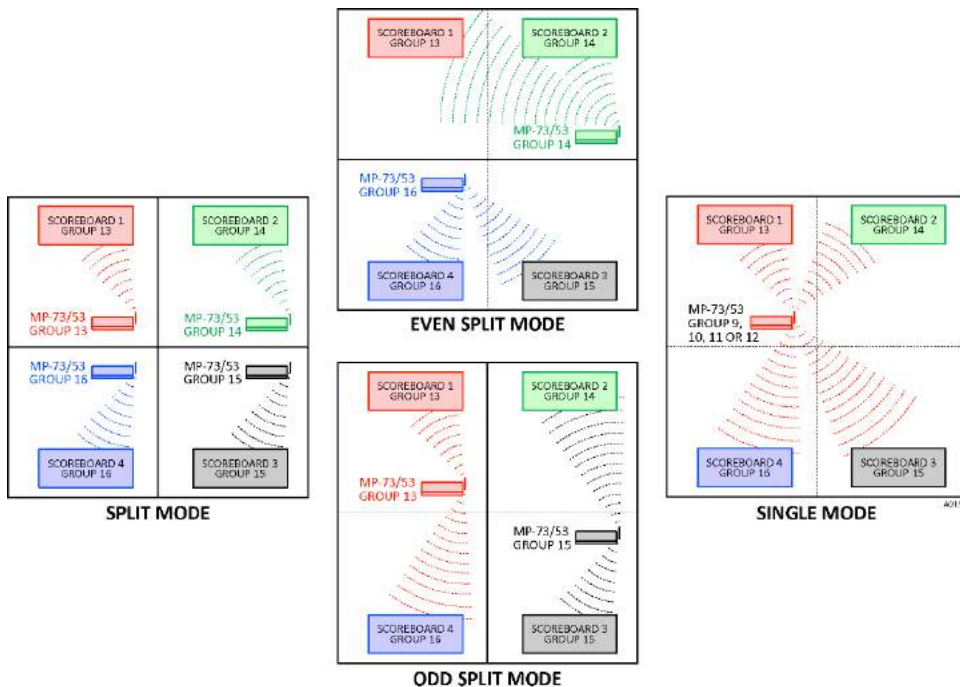 SCOREBOARD 1
GROUP 13
SCOREBOARD 2
GROUP 14
MP-73/53
GROUP 14
MP-73/53
GROUP 16
SCOREBOARD 4
GROUP 16
SCOREBOARD 3
GROUP 15
EVEN SPLIT MODE
SCOREBOARD 1
GROUP 13
SCOREBOARD 2
GROUP 14
MP-73/53
GROUP 13
MP-73/53
GROUP 14
MP-73/53
GROUP 16
MP-73/53
GROUP 15
SCOREBOARD 4
GROUP 16
SCOREBOARD 3
GROUP 15
SPLIT MODE
SCOREBOARD 1
GROUP 13
SCOREBOARD 2
GROUP 14
MP-73/53
GROUP 9,
10, 11 OR 12
SCOREBOARD 4
GROUP 16
SCOREBOARD 3
GROUP 15
SINGLE MODE
SCOREBOARD 1
GROUP 13
SCOREBOARD 2
GROUP 14
MP-73/53
GROUP 13
MP-73/53
GROUP 15
SCOREBOARD 4
GROUP 16
SCOREBOARD 3
GROUP 15
ODD SPLIT MODE